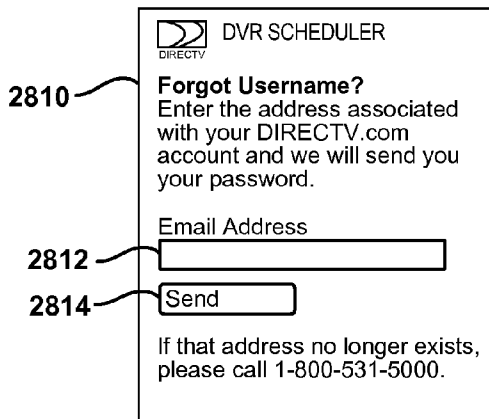 DIRECTV
DVR SCHEDULER
2810
Forgot Username?
Enter the address associated
with your DIRECTV.com
account and we will send you
your password.
Email Address
2812
2814
Send
If that address no longer exists,
please call 1-800-531-5000.